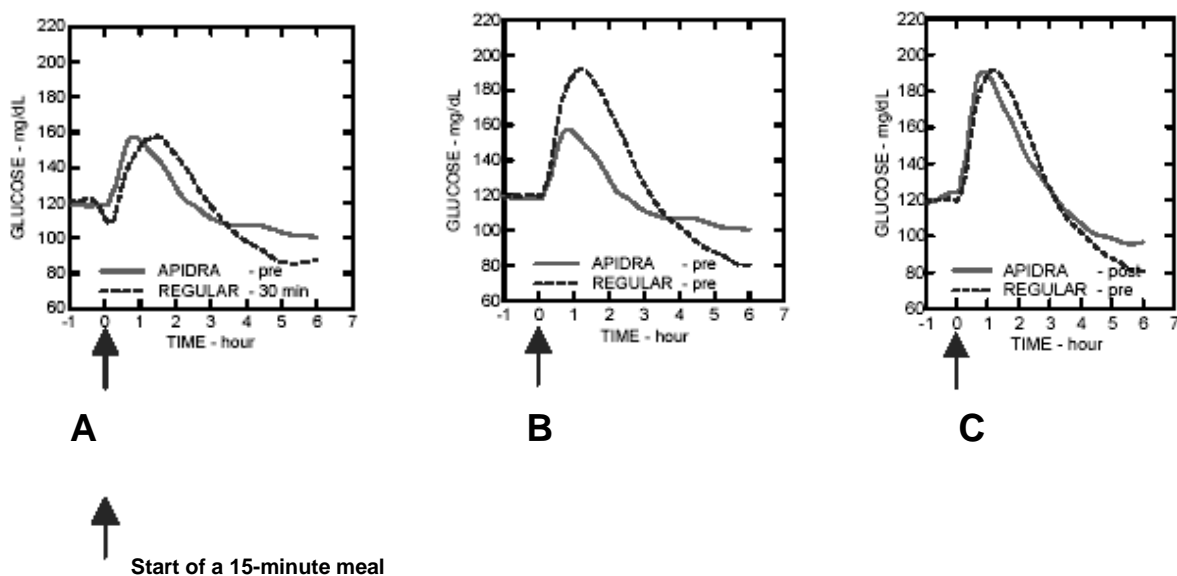 220
200
180
160
140
120
100
80
60
GLUCOSE - mg/dL
APIDRA - pre
REGULAR - 30 min
-1 0 1 2 3 4 5 6 7
TIME - hour
A
220
200
180
160
140
120
100
80
60
GLUCOSE - mg/dL
APIDRA - pre
REGULAR - pre
-1 0 1 2 3 4 5 6 7
TIME - hour
B
220
200
180
160
140
120
100
80
60
GLUCOSE - mg/dL
APIDRA - post
REGULAR - pre
-1 0 1 2 3 4 5 6 7
TIME - hour
C
Start of a 15-minute meal